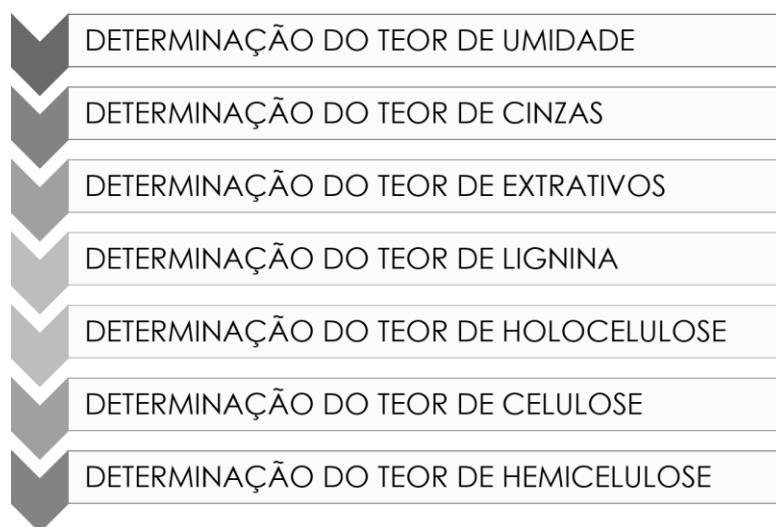 DETERMINAÇÃO DO TEOR DE UMIDADE
DETERMINAÇÃO DO TEOR DE CINZAS
DETERMINAÇÃO DO TEOR DE EXTRATIVOS
DETERMINAÇÃO DO TEOR DE LIGNINA
DETERMINAÇÃO DO TEOR DE HOLOCELULOSE
DETERMINAÇÃO DO TEOR DE CELULOSE
DETERMINAÇÃO DO TEOR DE HEMICELULOSE